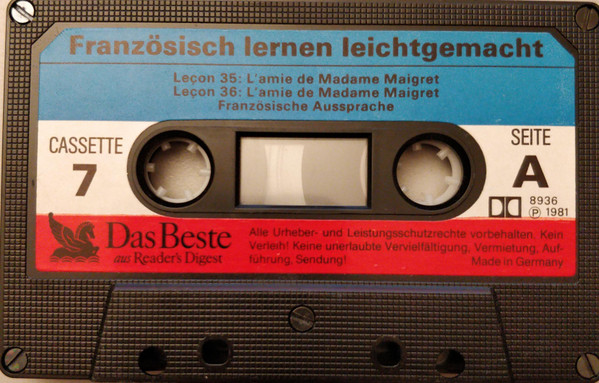 Französisch lernen leichtgemacht
Leçon 35: L'amie de Madame Maigret
Leçon 36: L'amie de Madame Maigret
Französische Aussprache
CASSETTE
7
SEITE
A
8936
℗ 1981
Das Beste
aus Reader's Digest
Alle Urheber- und Leistungsschutzrechte vorbehalten. Kein
Verleih! Keine unerlaubte Vervielfältigung, Vermietung, Auf-
führung, Sendung!
Made in Germany